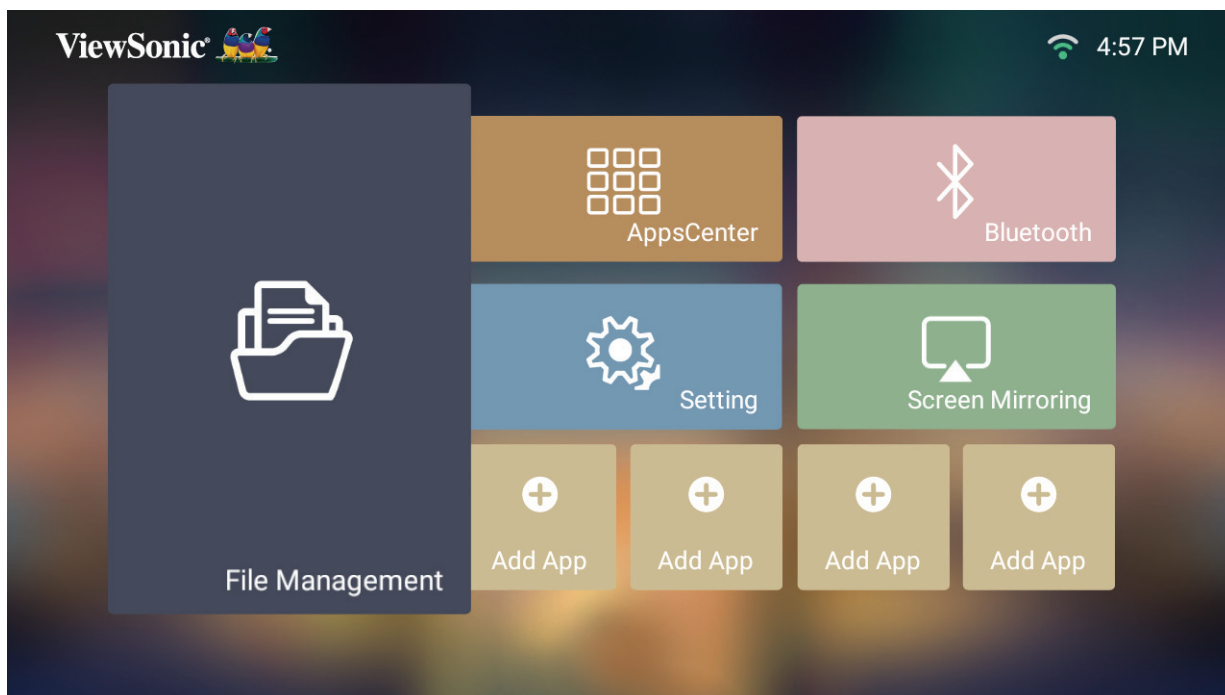 ViewSonic®
4:57 PM
AppsCenter
Bluetooth
Setting
Screen Mirroring
Add App
Add App
Add App
Add App
File Management